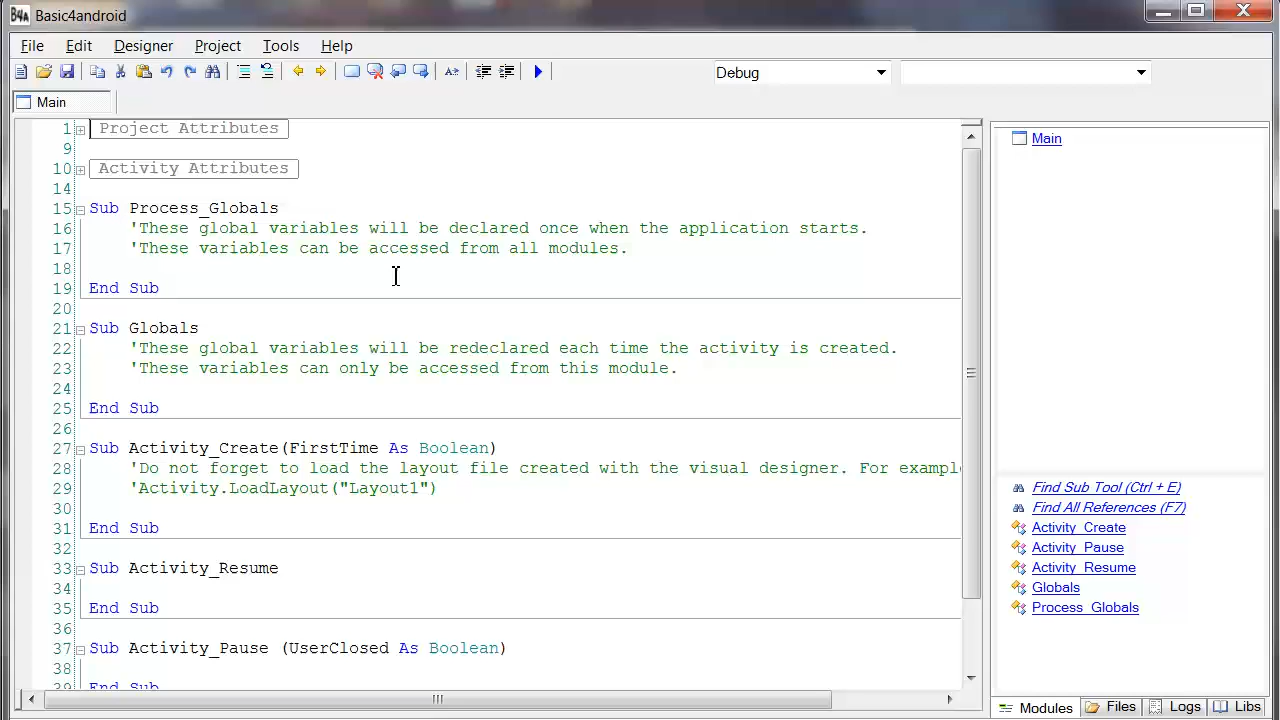 B4A Basic4android
File Edit Designer Project Tools Help
Debug
Main
1 Project Attributes
9
10 Activity Attributes
14
15 Sub Process_Globals
16 'These global variables will be declared once when the application starts.
17 'These variables can be accessed from all modules.
18
19 End Sub
20
21 Sub Globals
22 'These global variables will be redeclared each time the activity is created.
23 'These variables can only be accessed from this module.
24
25 End Sub
26
27 Sub Activity_Create(FirstTime As Boolean)
28 'Do not forget to load the layout file created with the visual designer. For example
29 'Activity.LoadLayout("Layout1")
30
31 End Sub
32
33 Sub Activity_Resume
34
35 End Sub
36
37 Sub Activity_Pause (UserClosed As Boolean)
38
39 End Sub
Main
Find Sub Tool (Ctrl + E)
Find All References (F7)
Activity_Create
Activity_Pause
Activity_Resume
Globals
Process_Globals
Modules Files Logs Libs